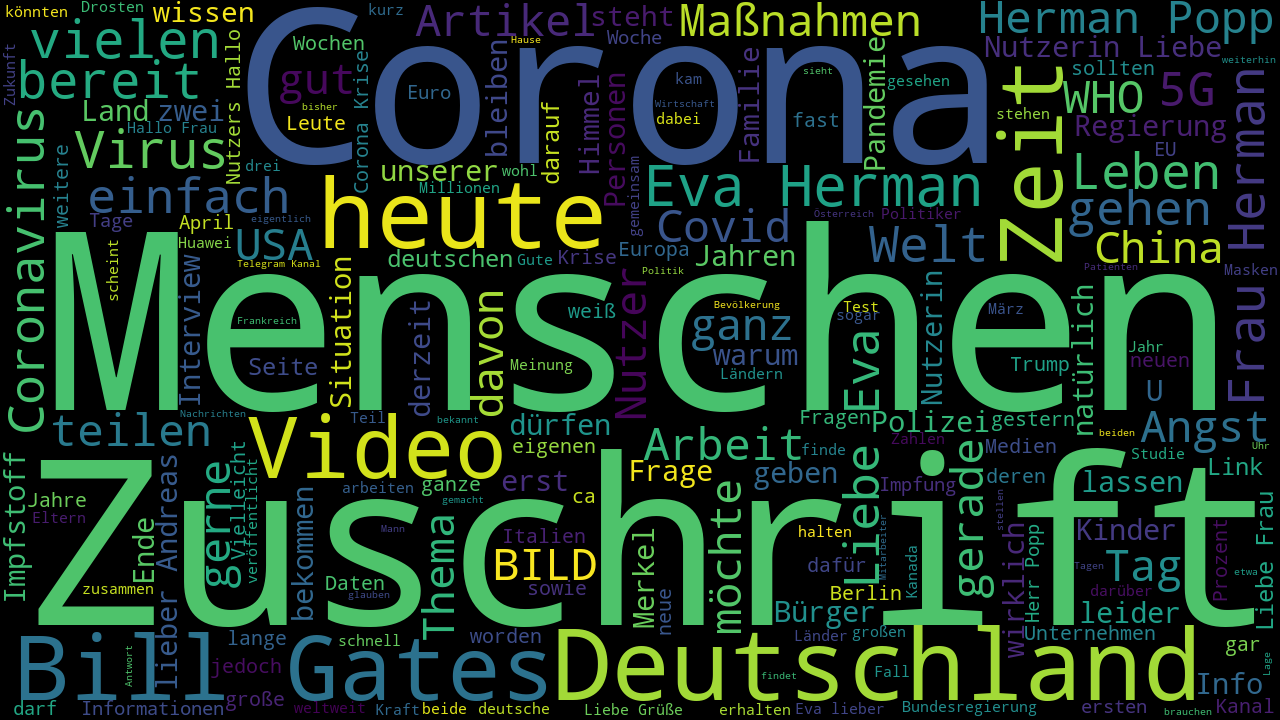 könnten Drosten wissen Artikel steht Maßnahmen Herman Popp
vielen kurz Corona Hause Woche Nutzerin Liebe
Zukunft bereit Wochen gut Euro bleiben kam sieht gesehen sollten weiterhin
Land zwei bisher Leute Corona Krise darauf Himmel Wirtschaft dabei Familie fast Pandemie stehen Zeit WHO 5G
Hallo Frau Nutzers Hallo Regierung
Coronavirus Virus drei unserer wohl Personen EU
weitere einfach Millionen gemeinsam Eva Herman Leben Frau Herman
Tage April eigentlich heute Covid Österreich Politiker gehen
Huawei USA deutschen Gute Krise Europa Jahren Welt China
scheint Telegram Kanal Politik Patienten Masken
Menschen
Interview Situation derzeit davon weiß Nutzer Bevölkerung Test sogar März natürlich
Frankreich ganz warum Eva Nutzerin Jahr neuen
Seite Meinung Ländern Trump U
Nachrichten Teil bekannt dürfen Fragen Polizei gestern beiden Angst
teilen Video eigenen Arbeit finde Zahlen Medien Studie Uhr
Zuschrift
Impfstoff Jahre Eltern Andreas lieber gerne vielleicht veröffentlicht arbeiten ganze gemacht erst Frage geben Liebe Impfung gerade deren lassen Link
Ende bekommen Mann Thema ca Italien BILD möchte halten Mitarbeiter stellen wirklich Kinder Prozent etwa Liebe Frau
zusammen Daten glauben sowie Merkel neue dafür Kanada Berlin Herr Popp Tag Tagen darüber
Bürger leider
Bill Gates Deutschland
lange schnell worden Länder großen Unternehmen gar
Antwort jedoch findet Fall Lage
große Info
darf Informationen weltweit Kraft beide deutsche Liebe Grüße erhalten Eva lieber Bundesregierung ersten brauchen Kanal